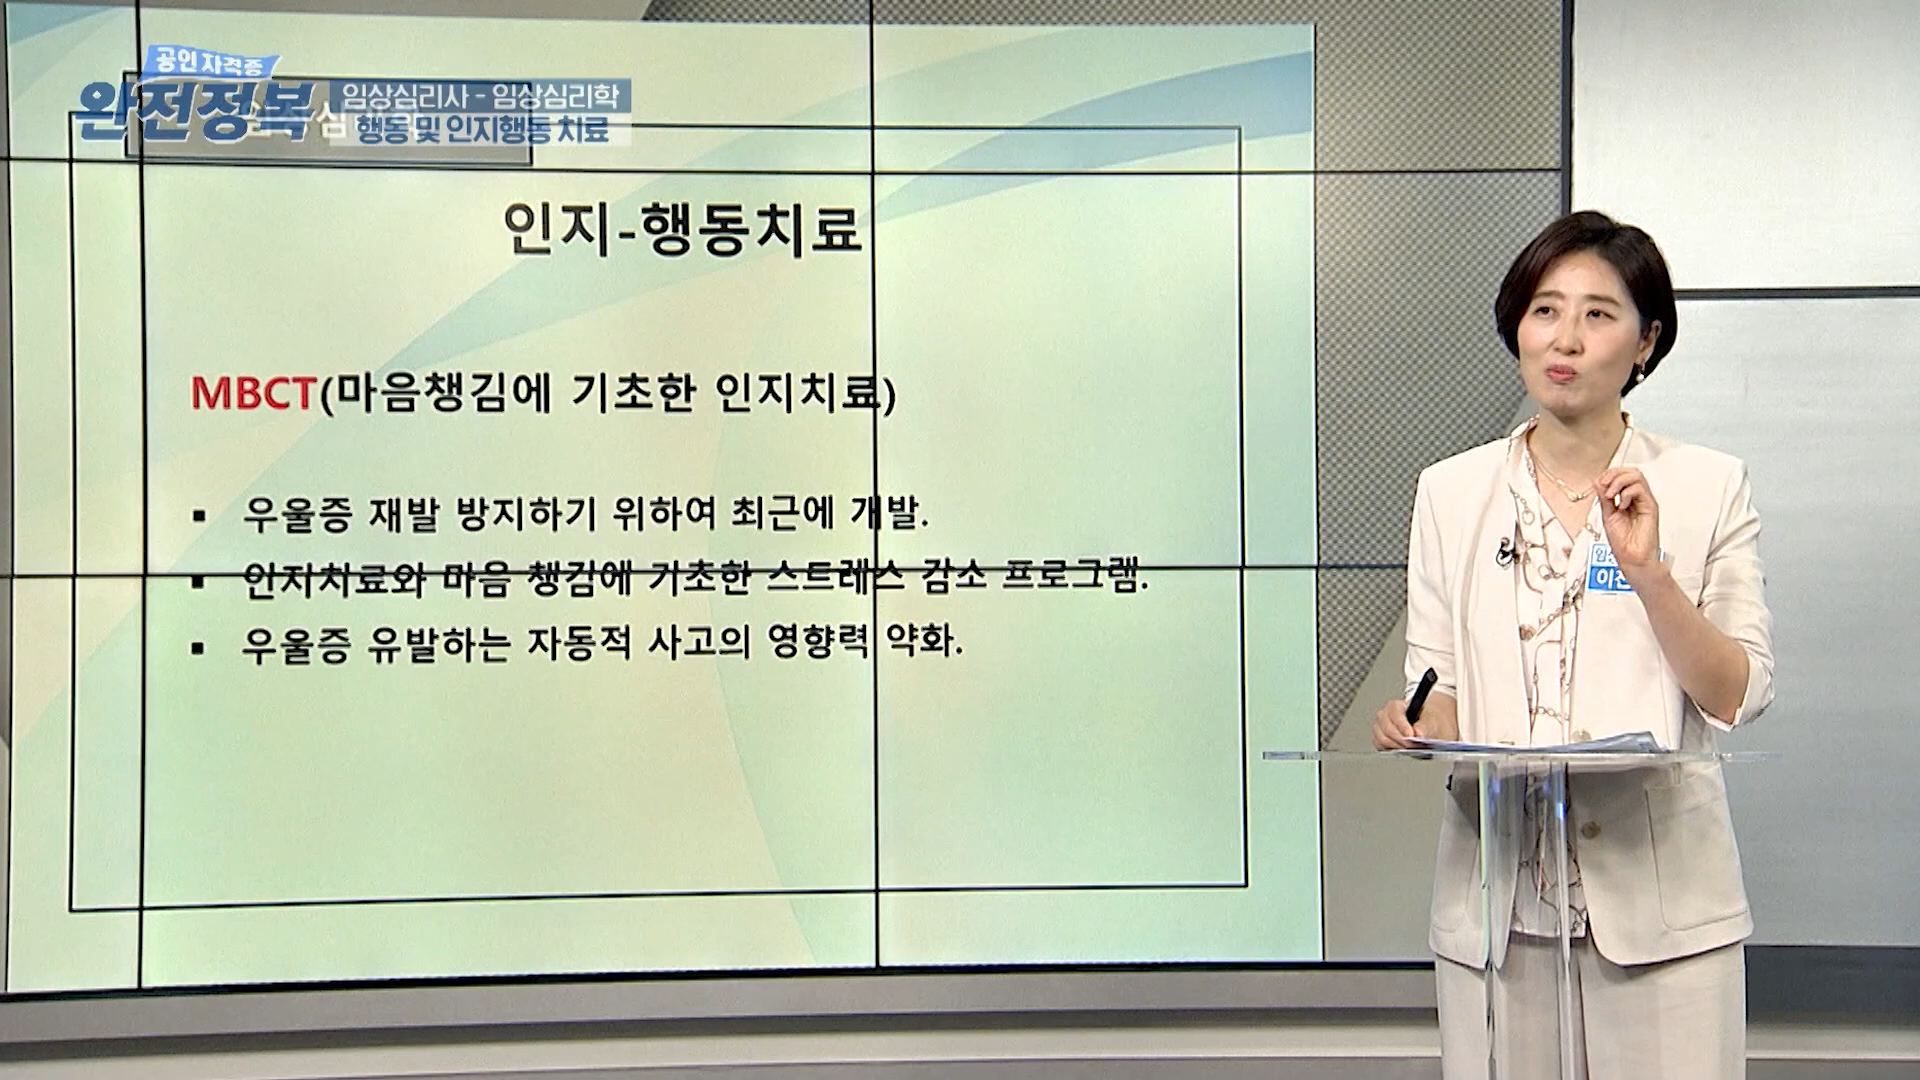 공인 자격증
완전정복
임상심리사 - 임상심리학
행동 및 인지행동 치료
인지-행동치료
MBCT(마음챙김에 기초한 인지치료)
▪ 우울증 재발 방지하기 위하여 최근에 개발.
▪ 인지치료와 마음 챙김에 기초한 스트레스 감소 프로그램.
▪ 우울증 유발하는 자동적 사고의 영향력 약화.